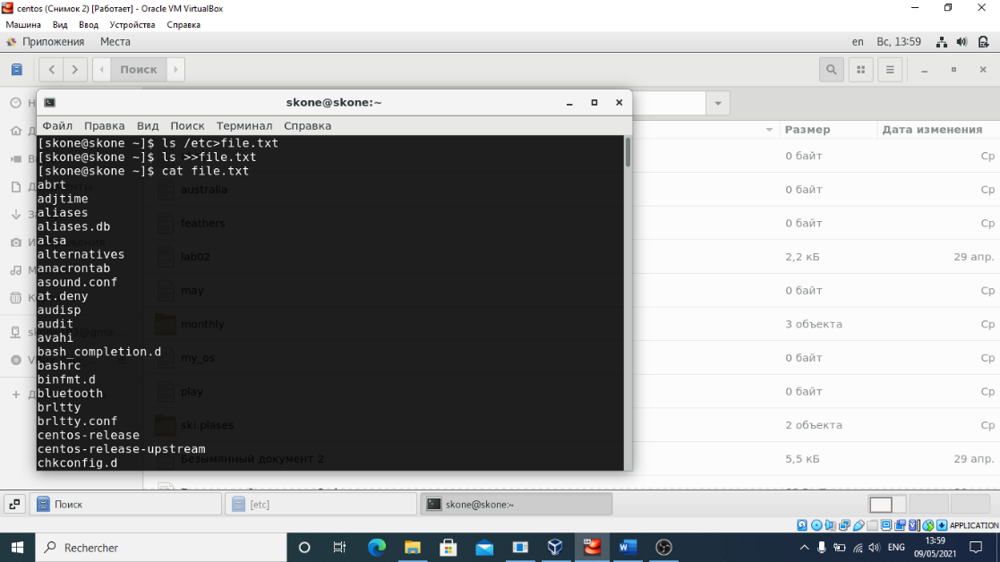 centos (Снимок 2) [Работает] - Oracle VM VirtualBox
Машина Вид Ввод Устройства Справка
Приложения Места
en Вс, 13:59
Поиск
skone@skone:~
Файл Правка Вид Поиск Терминал Справка
Размер Дата изменения
[skone@skone ~]$ ls /etc>file.txt
[skone@skone ~]$ ls >>file.txt
[skone@skone ~]$ cat file.txt
abrt
adjtime
aliases
aliases.db
alsa
alternatives
anacrontab
asound.conf
at.deny
audisp
audit
avahi
bash_completion.d
bashrc
binfmt.d
bluetooth
brltty
brltty.conf
centos-release
centos-release-upstream
chkconfig.d
0 байт Ср
australia 0 байт Ср
feathers 0 байт Ср
lab02 2,2 кБ 29 апр.
may 0 байт Ср
monthly 3 объекта Ср
my_os 0 байт Ср
play 0 байт Ср
ski.plases 2 объекта Ср
Безымянный документ 2 5,5 кБ 29 апр.
Поиск
[etc]
skone@skone:~
APPLICATION
Rechercher
ENG
13:59
09/05/2021